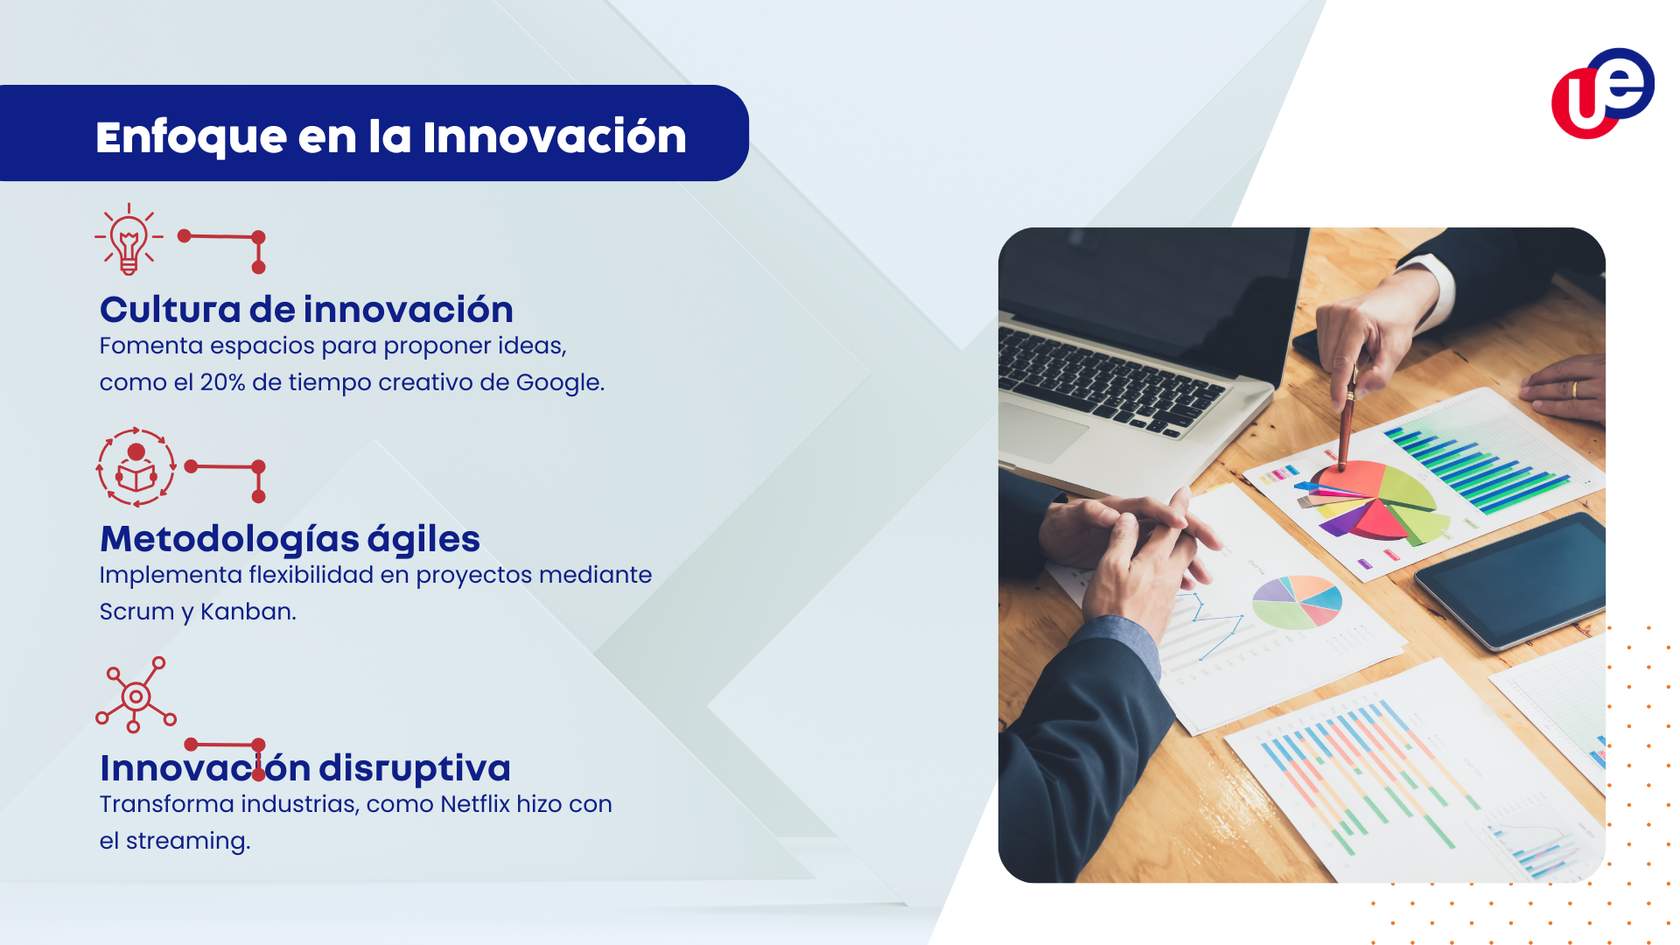 Enfoque en la Innovación
ue
Cultura de innovación
Fomenta espacios para proponer ideas,
como el 20% de tiempo creativo de Google.
Metodologías ágiles
Implementa flexibilidad en proyectos mediante
Scrum y Kanban.
Innovación disruptiva
Transforma industrias, como Netflix hizo con
el streaming.